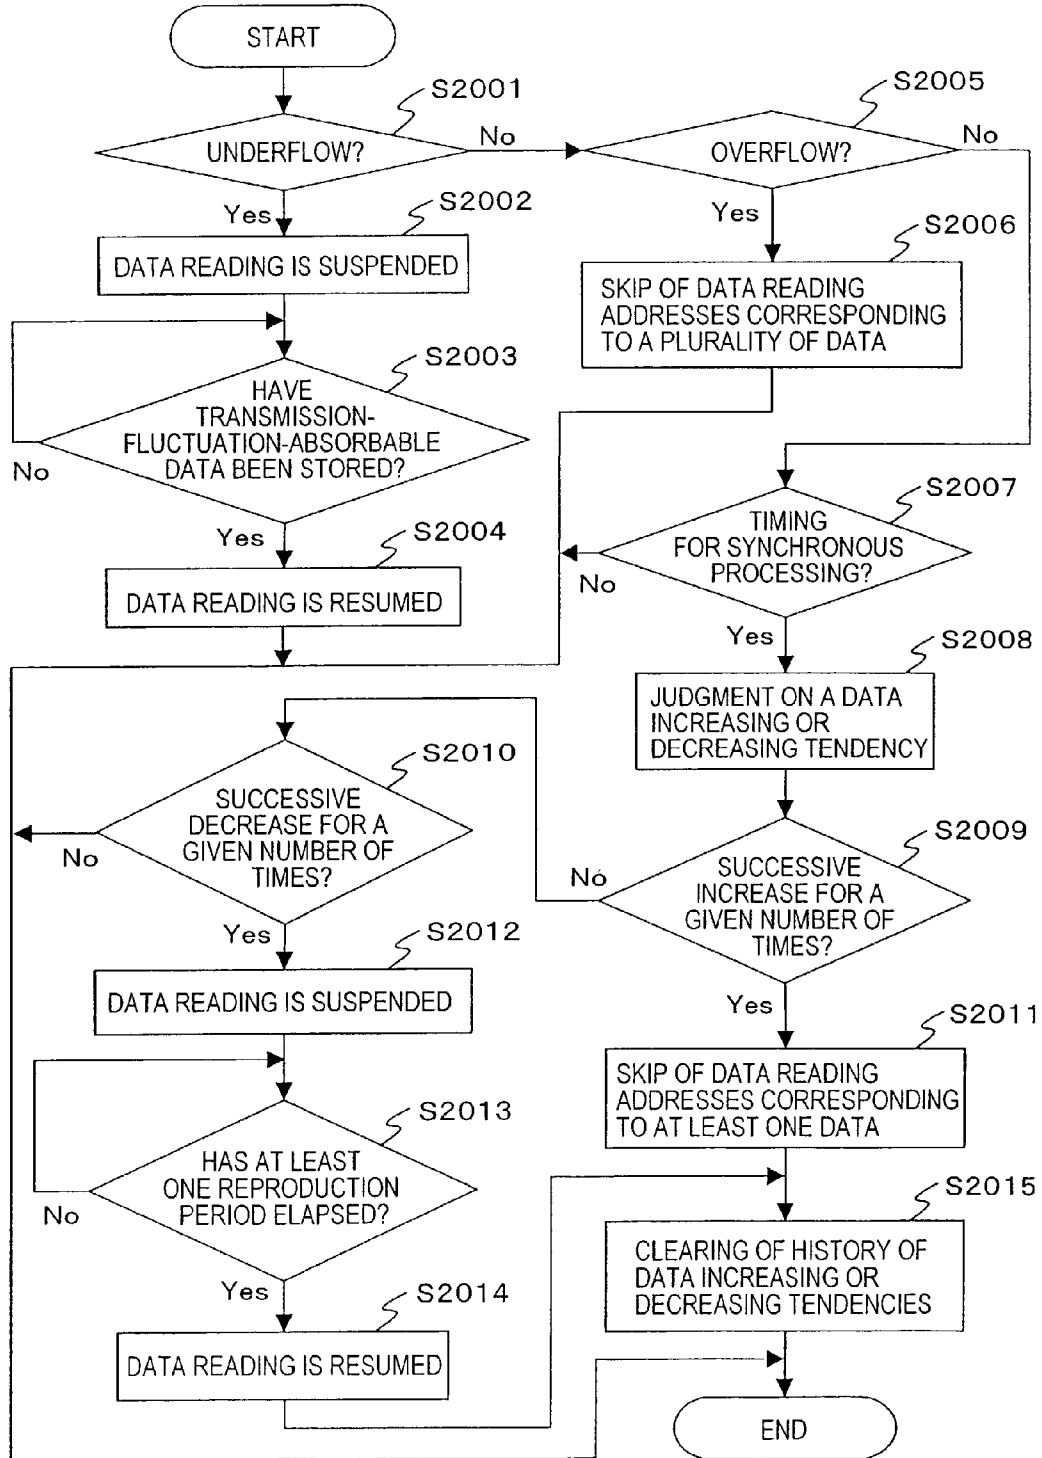 START
S2001
UNDERFLOW?
No
S2005
OVERFLOW?
No
Yes
S2002
DATA READING IS SUSPENDED
Yes
S2006
SKIP OF DATA READING
ADDRESSES CORRESPONDING
TO A PLURALITY OF DATA
S2003
HAVE
TRANSMISSION-
FLUCTUATION-ABSORBABLE
DATA BEEN STORED?
No
Yes
S2004
DATA READING IS RESUMED
S2007
TIMING
FOR SYNCHRONOUS
PROCESSING?
No
Yes
S2008
JUDGMENT ON A DATA
INCREASING OR
DECREASING TENDENCY
S2010
SUCCESSIVE
DECREASE FOR A
GIVEN NUMBER OF
TIMES?
No
Yes
S2009
SUCCESSIVE
INCREASE FOR A
GIVEN NUMBER OF
TIMES?
No
Yes
S2012
DATA READING IS SUSPENDED
S2011
SKIP OF DATA READING
ADDRESSES CORRESPONDING
TO AT LEAST ONE DATA
S2013
HAS AT LEAST
ONE REPRODUCTION
PERIOD ELAPSED?
No
Yes
S2014
DATA READING IS RESUMED
S2015
CLEARING OF HISTORY OF
DATA INCREASING OR
DECREASING TENDENCIES
END